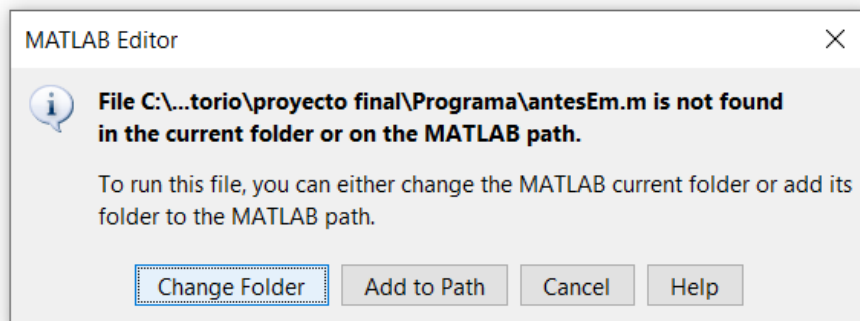 MATLAB Editor
File C:\...torio\proyecto final\Programa\antesEm.m is not found
in the current folder or on the MATLAB path.
To run this file, you can either change the MATLAB current folder or add its
folder to the MATLAB path.
Change Folder Add to Path Cancel Help